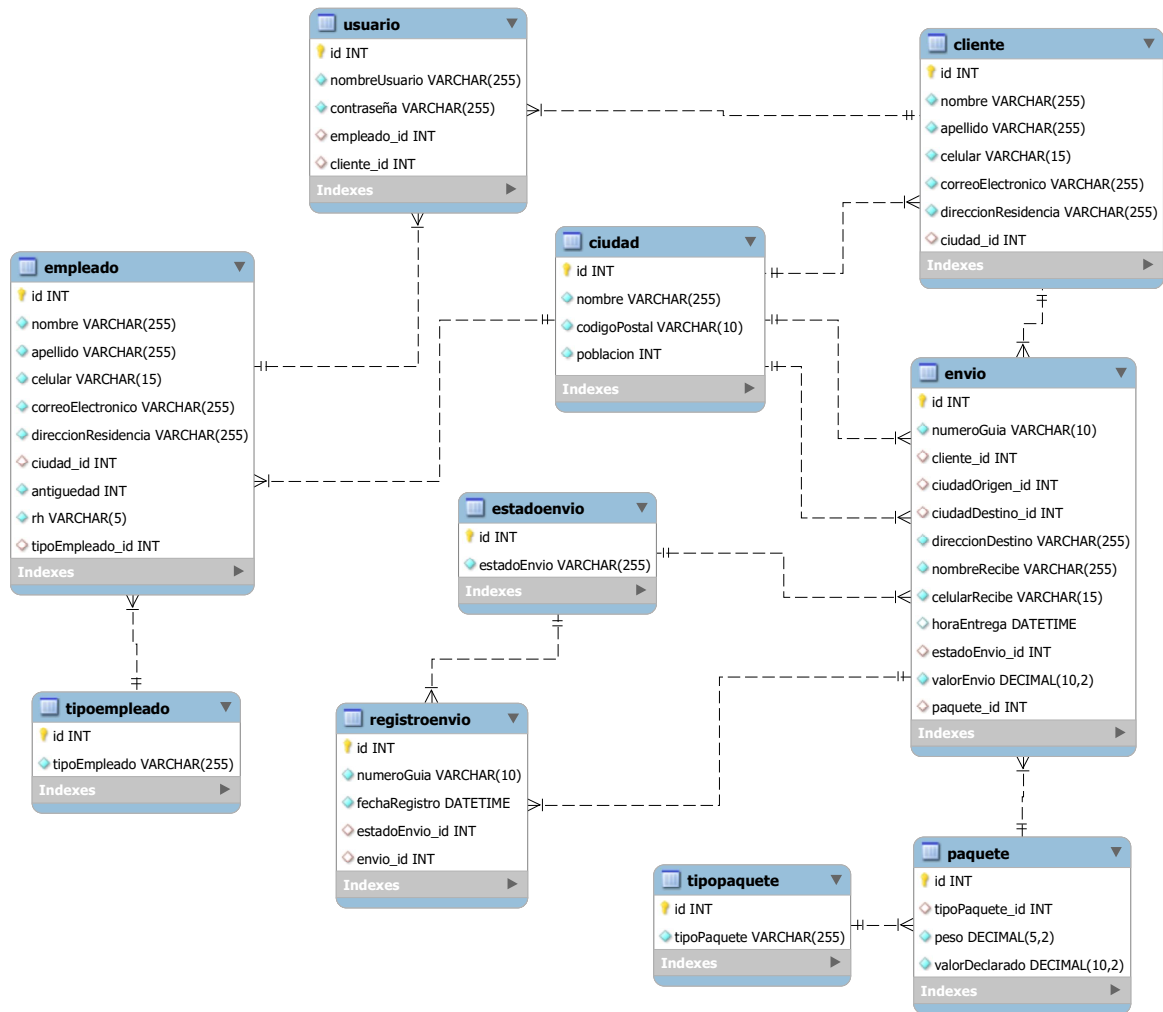 usuario
id INT
nombreUsuario VARCHAR(255)
contraseña VARCHAR(255)
empleado_id INT
cliente_id INT
Indexes
cliente
id INT
nombre VARCHAR(255)
apellido VARCHAR(255)
celular VARCHAR(15)
correoElectronico VARCHAR(255)
direccionResidencia VARCHAR(255)
ciudad_id INT
Indexes
ciudad
id INT
nombre VARCHAR(255)
codigoPostal VARCHAR(10)
poblacion INT
Indexes
empleado
id INT
nombre VARCHAR(255)
apellido VARCHAR(255)
celular VARCHAR(15)
correoElectronico VARCHAR(255)
direccionResidencia VARCHAR(255)
ciudad_id INT
antiguedad INT
rh VARCHAR(5)
tipoEmpleado_id INT
Indexes
envio
id INT
numeroGuia VARCHAR(10)
cliente_id INT
ciudadOrigen_id INT
ciudadDestino_id INT
direccionDestino VARCHAR(255)
nombreRecibe VARCHAR(255)
celularRecibe VARCHAR(15)
horaEntrega DATETIME
estadoEnvio_id INT
valorEnvio DECIMAL(10,2)
paquete_id INT
Indexes
estadoenvio
id INT
estadoEnvio VARCHAR(255)
Indexes
tipoempleado
id INT
tipoEmpleado VARCHAR(255)
Indexes
registroenvio
id INT
numeroGuia VARCHAR(10)
fechaRegistro DATETIME
estadoEnvio_id INT
envio_id INT
Indexes
tipopaquete
id INT
tipoPaquete VARCHAR(255)
Indexes
paquete
id INT
tipoPaquete_id INT
peso DECIMAL(5,2)
valorDeclarado DECIMAL(10,2)
Indexes